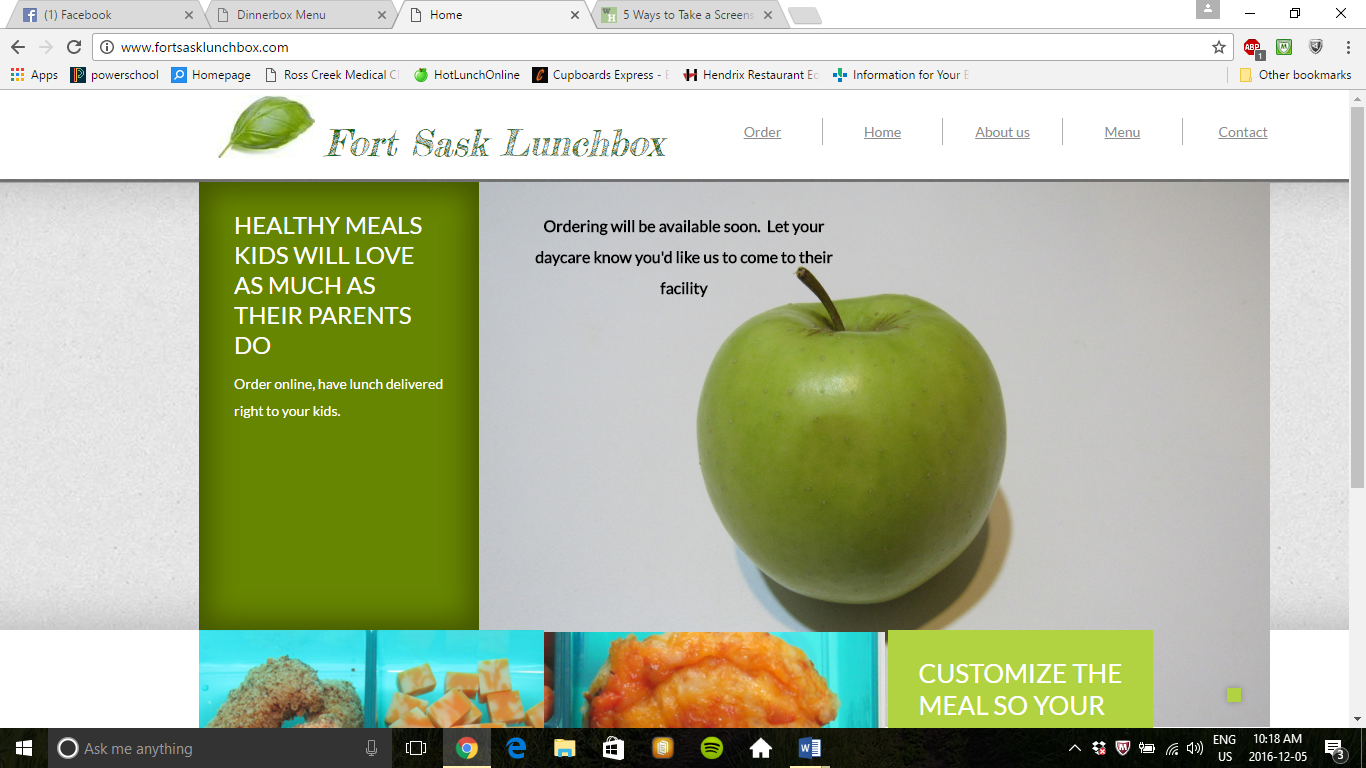 (1) Facebook
Dinnerbox Menu
Home
5 Ways to Take a Screens
www.fortsasklunchbox.com
ABP
1
Apps
powerschool
Homepage
Ross Creek Medical Cl
HotLunchOnline
Cupboards Express - E
Hendrix Restaurant Eq
Information for Your E
Other bookmarks
Fort Sask Lunchbox
Order
Home
About us
Menu
Contact
HEALTHY MEALS
KIDS WILL LOVE
AS MUCH AS
THEIR PARENTS
DO
Order online, have lunch delivered
right to your kids.
Ordering will be available soon. Let your
daycare know you'd like us to come to their
facility
CUSTOMIZE THE
MEAL SO YOUR
Ask me anything
ENG
US
10:18 AM
2016-12-05
3